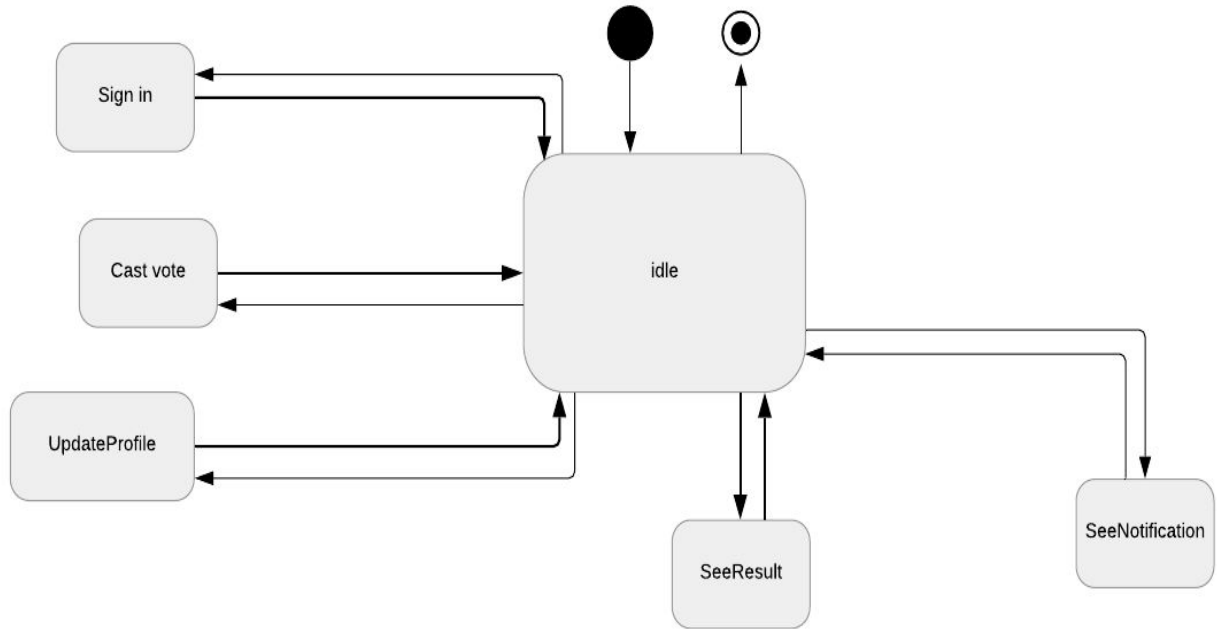 Sign in
Cast vote
idle
UpdateProfile
SeeNotification
SeeResult